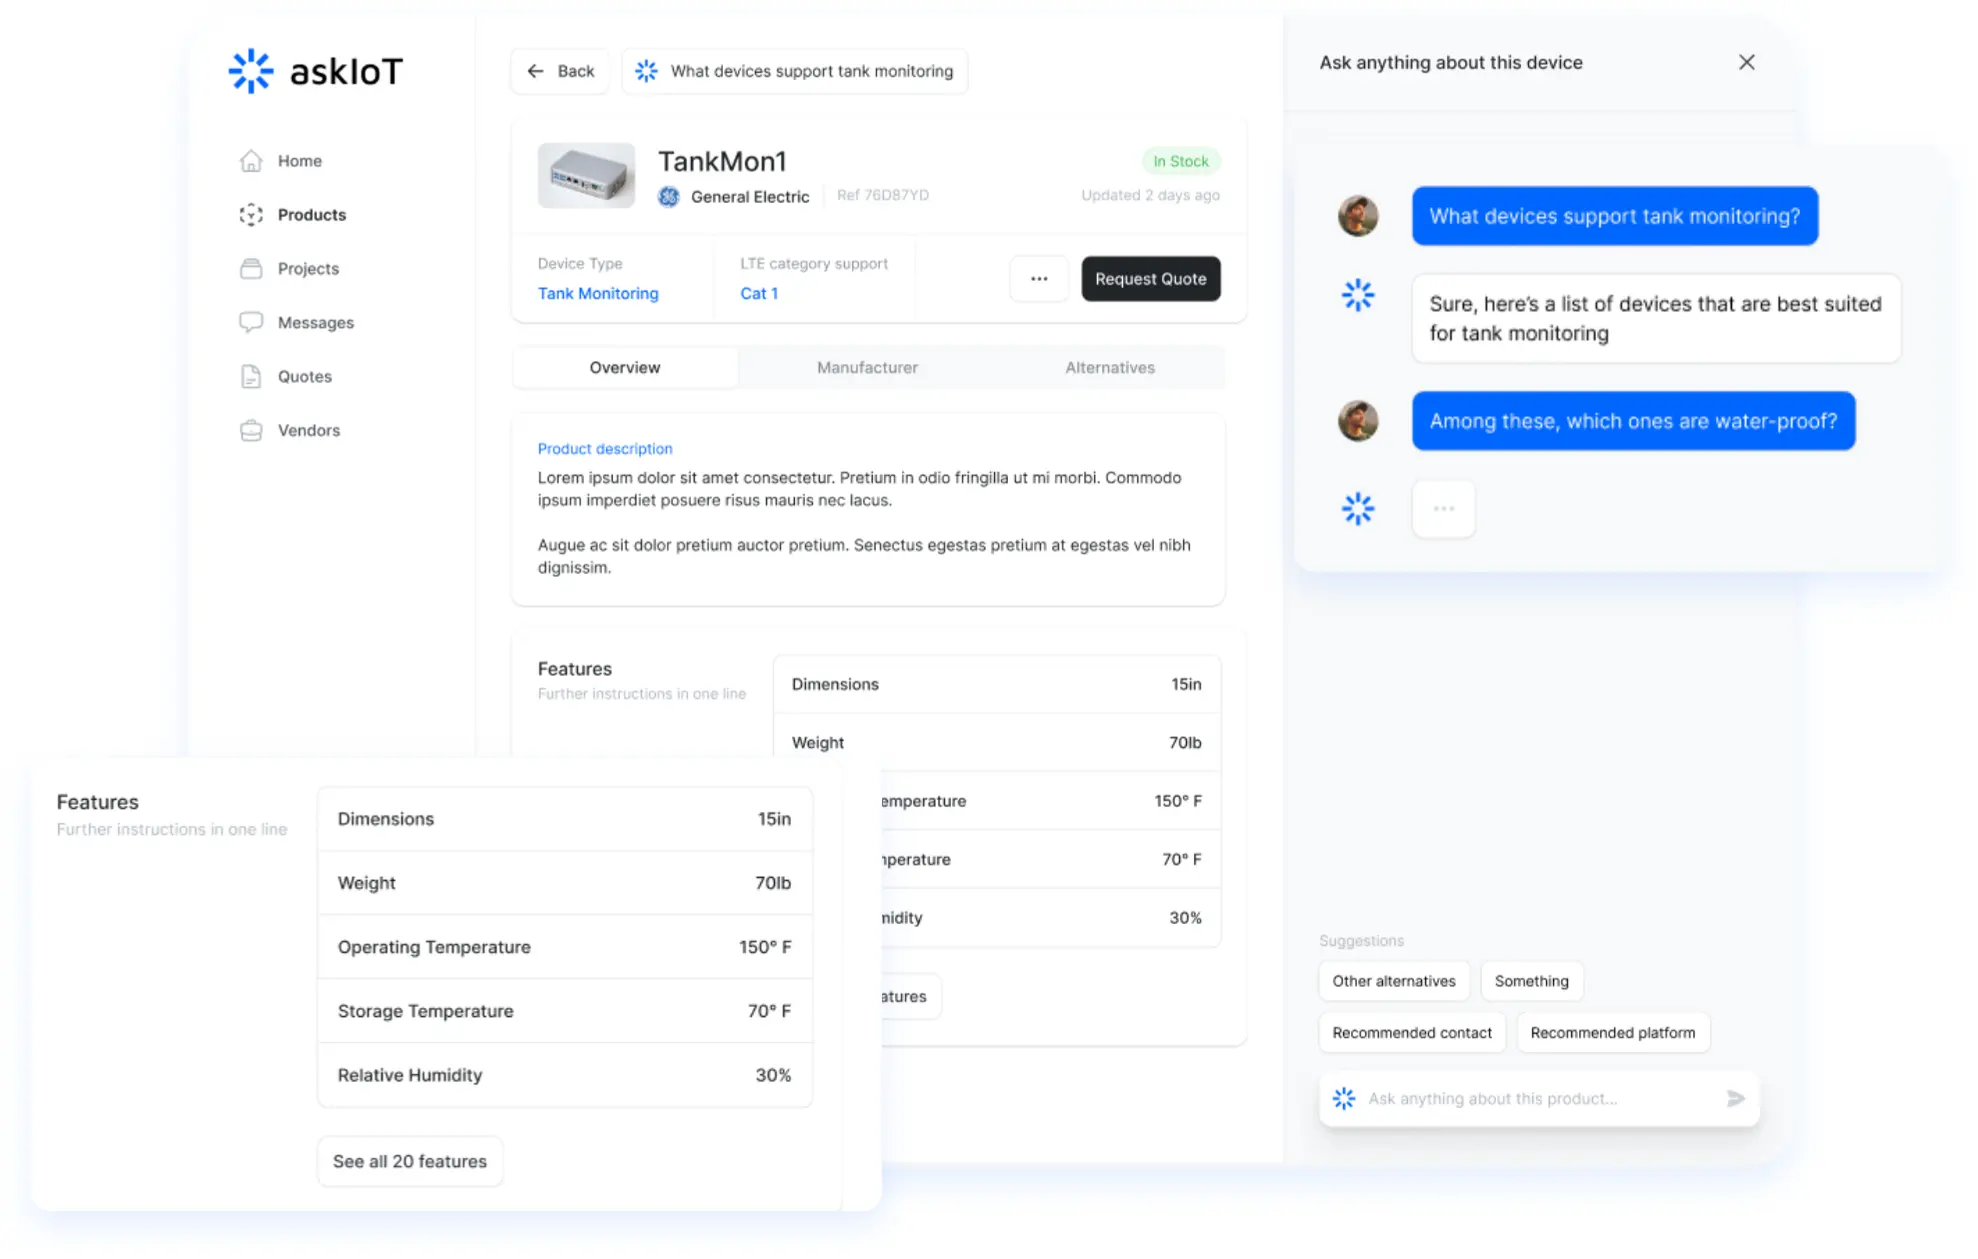 askIoT
Home
Products
Projects
Messages
Quotes
Vendors
Back
What devices support tank monitoring
TankMon1
General Electric
Ref 76D87YD
In Stock
Updated 2 days ago
Device Type
Tank Monitoring
LTE category support
Cat 1
...
Request Quote
Overview
Manufacturer
Alternatives
Product description
Lorem ipsum dolor sit amet consectetur. Pretium in odio fringilla ut mi morbi. Commodo
ipsum imperdiet posuere risus mauris nec lacus.
Augue ac sit dolor pretium auctor pretium. Senectus egestas pretium at egestas vel nibh
dignissim.
Features
Further instructions in one line
Dimensions 15in
Weight 70lb
emperature 150° F
perature 70° F
midity 30%
atures
Features
Further instructions in one line
Dimensions 15in
Weight 70lb
Operating Temperature 150° F
Storage Temperature 70° F
Relative Humidity 30%
See all 20 features
Ask anything about this device
What devices support tank monitoring?
Sure, here's a list of devices that are best suited
for tank monitoring
Among these, which ones are water-proof?
...
Suggestions
Other alternatives
Something
Recommended contact
Recommended platform
Ask anything about this product...